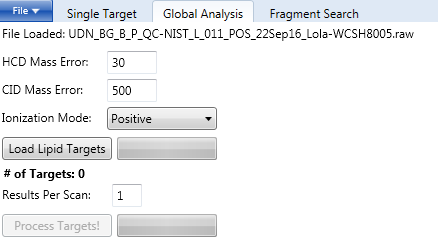 File Single Target Global Analysis Fragment Search
File Loaded: UDN_BG_B_P_QC-NIST_L_011_POS_22Sep16_Lola-WCSH8005.raw
HCD Mass Error: 30
CID Mass Error: 500
Ionization Mode: Positive
Load Lipid Targets
# of Targets: 0
Results Per Scan: 1
Process Targets!